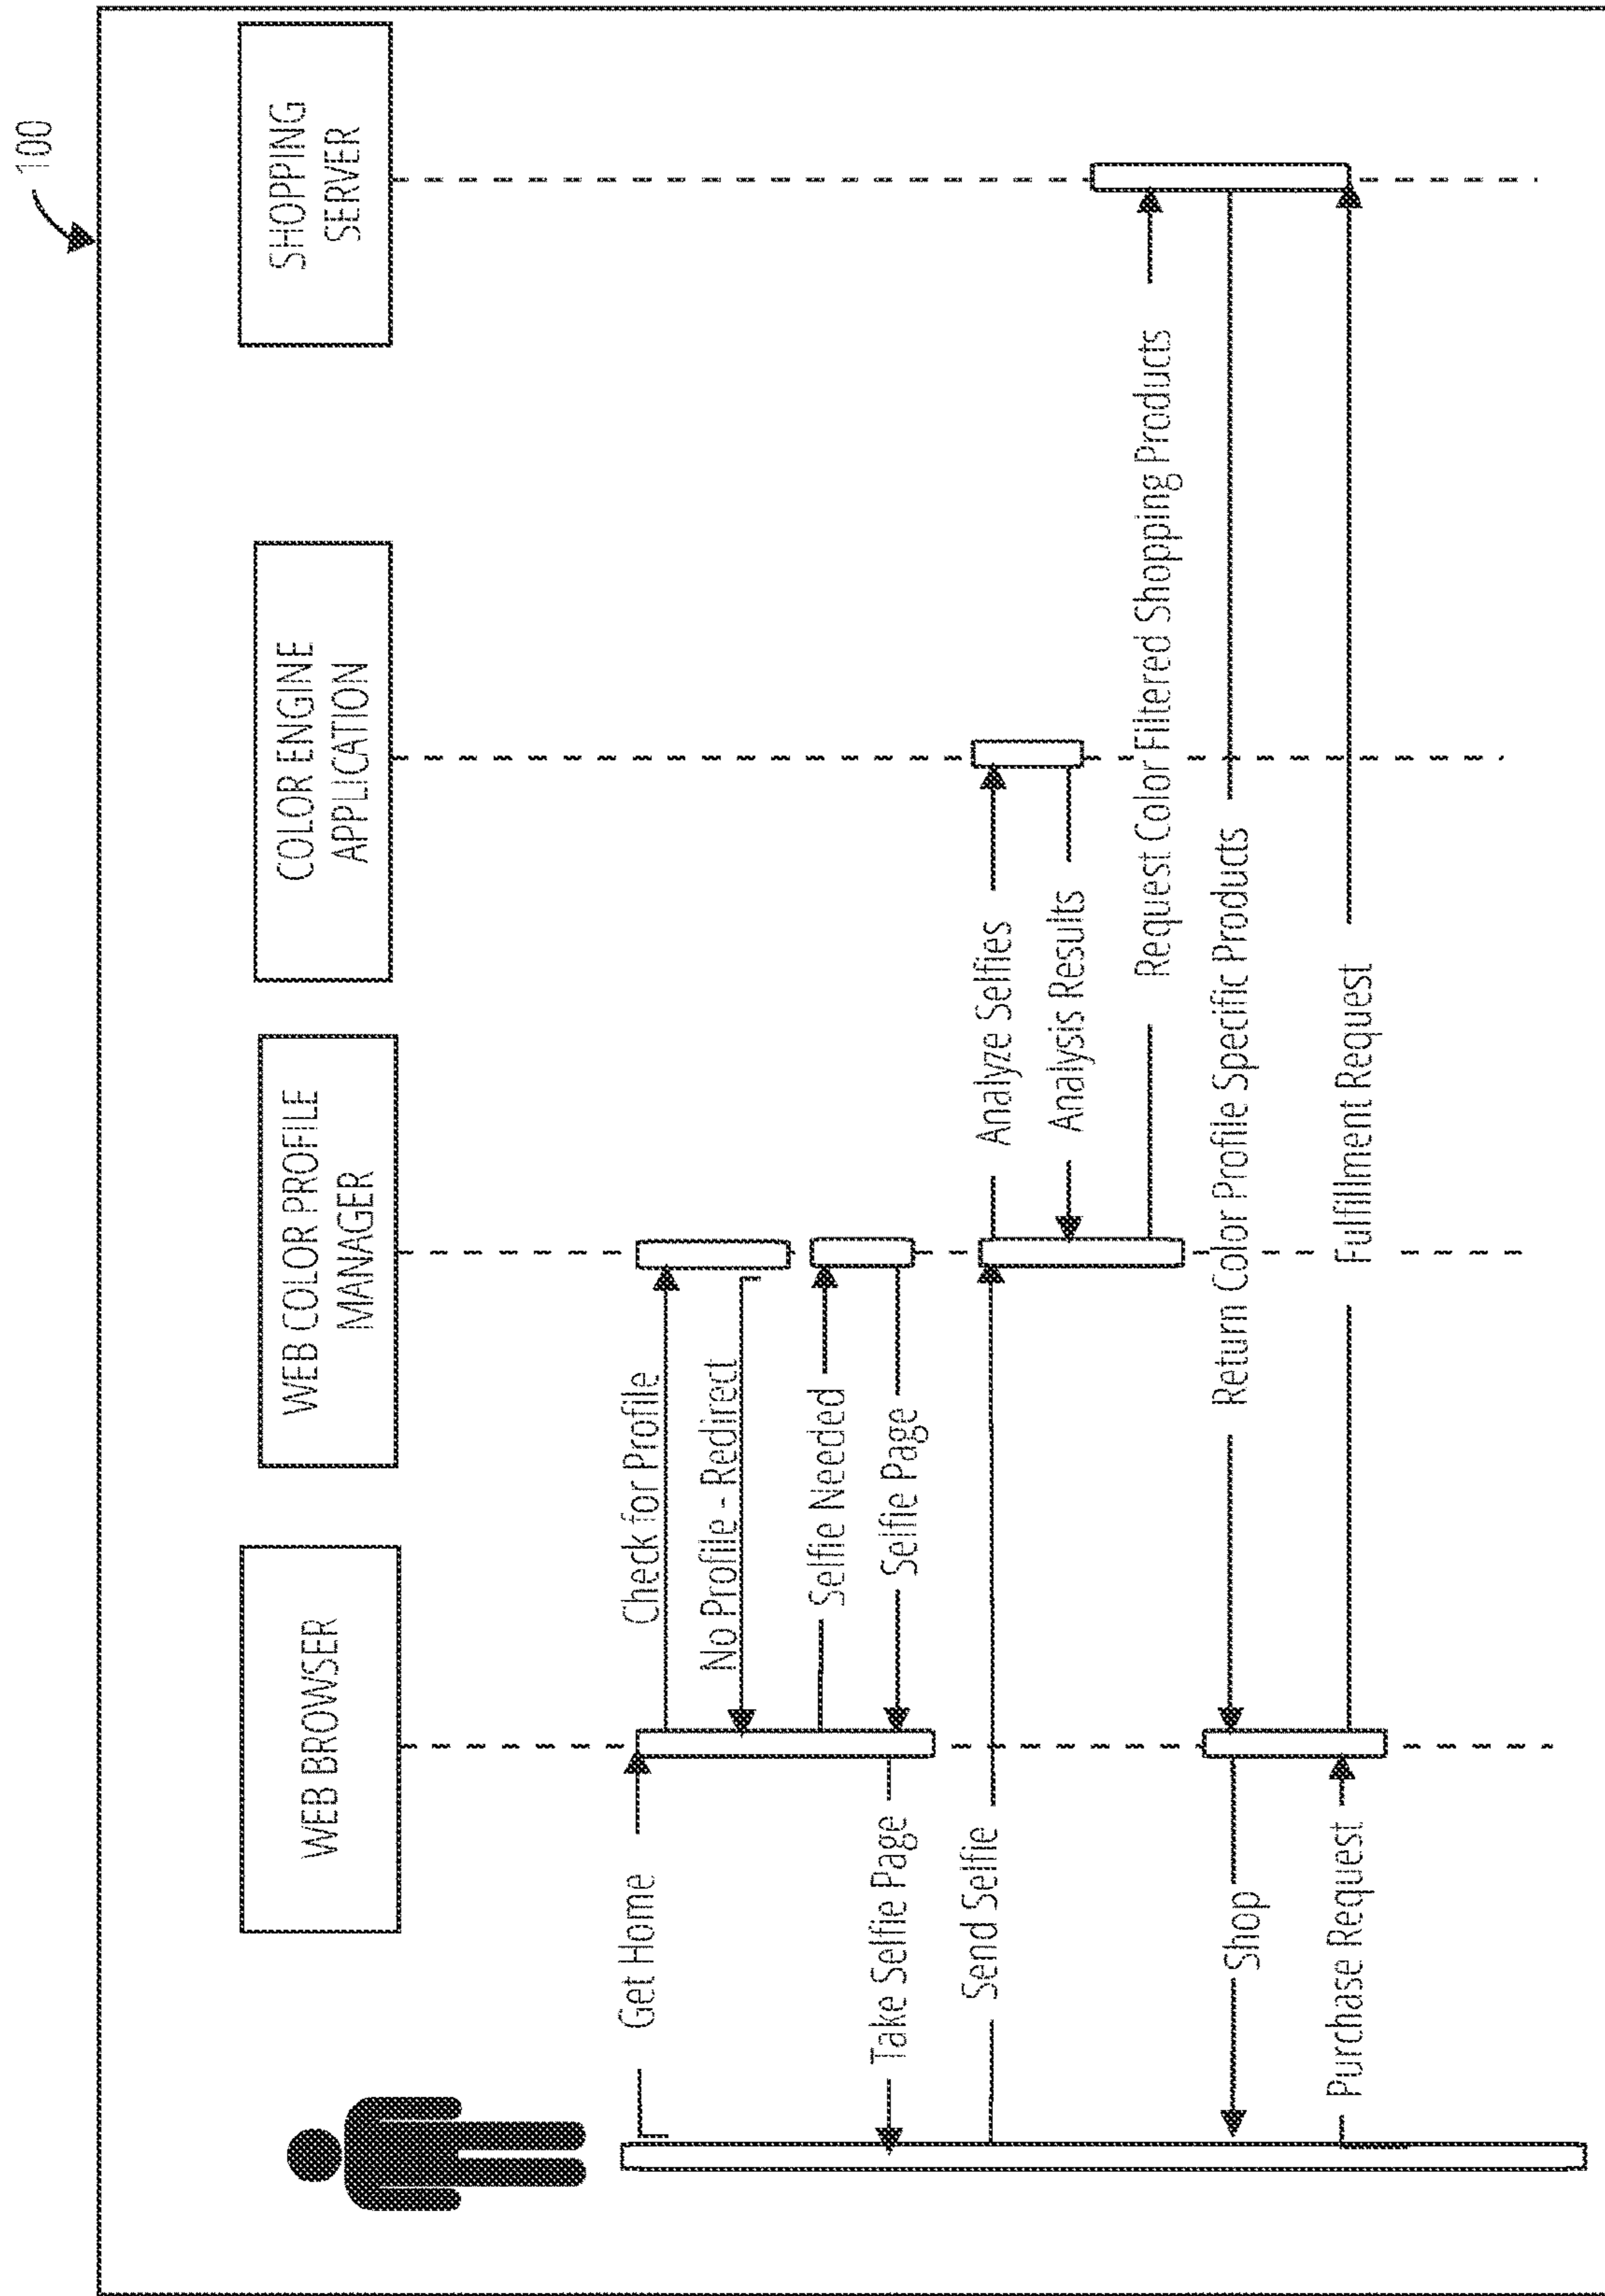 100
WEB BROWSER
WEB COLOR PROFILE
MANAGER
COLOR ENGINE
APPLICATION
SHOPPING
SERVER
Get Home
Check for Profile
No Profile - Redirect
Selfie Needed
Take Selfie Page
Selfie Page
Send Selfie
Analyze Selfies
Analysis Results
Request Color Filtered Shopping Products
Shop
Return Color Profile Specific Products
Purchase Request
Fulfillment Request